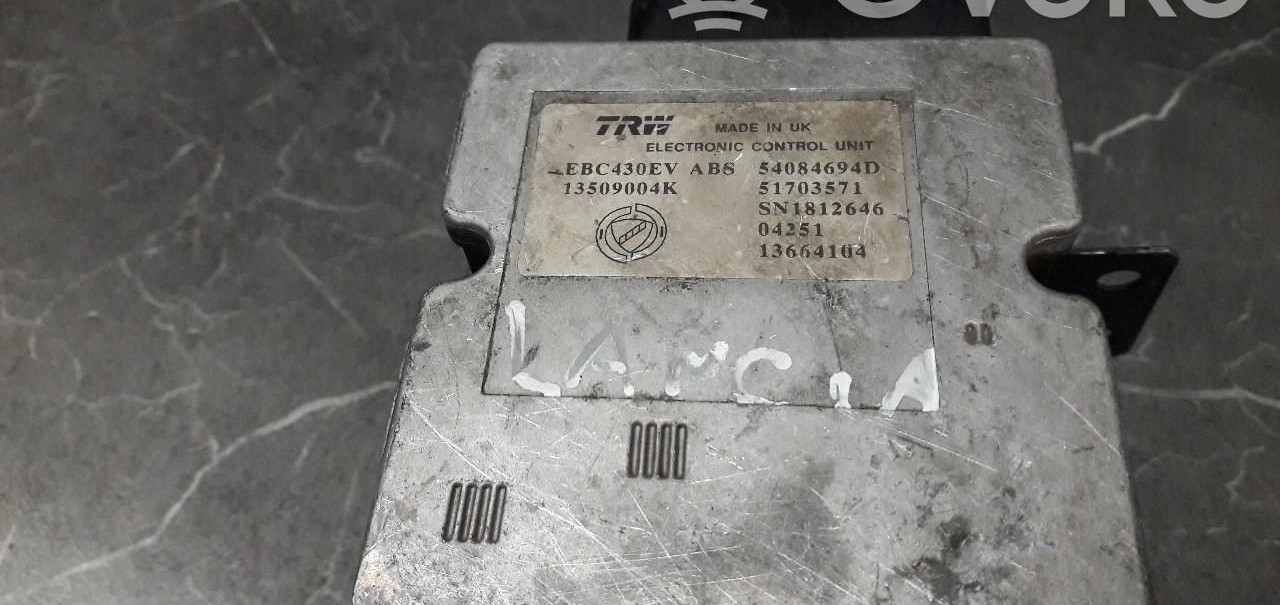 TRW MADE IN UK
ELECTRONIC CONTROL UNIT
EBC430EV ABS 54084694D
13509004K 51703571
SN1812646
04251
13664104
LANCIA